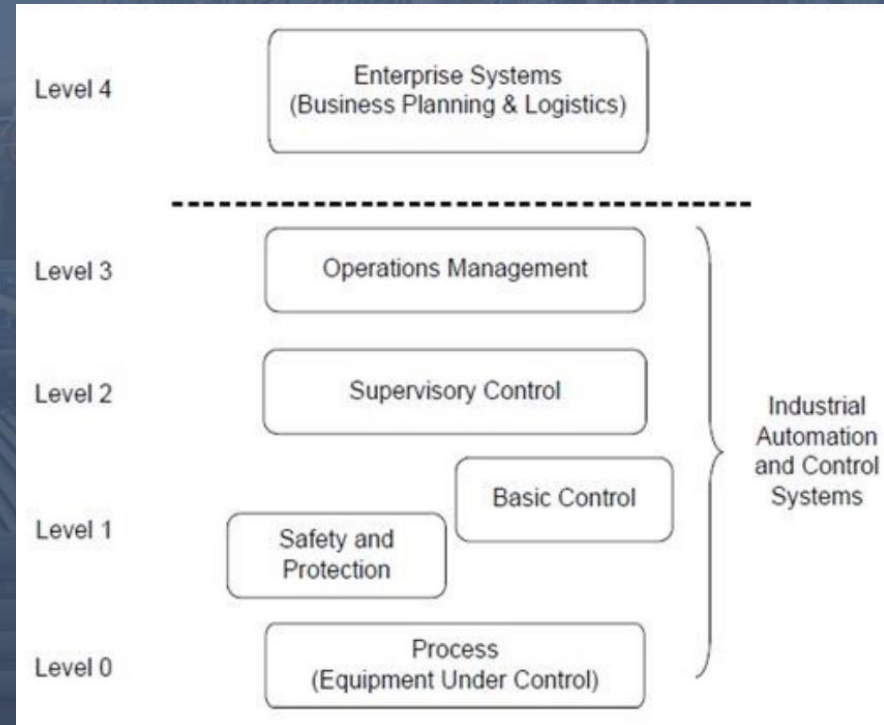 Level 4
Enterprise Systems
(Business Planning & Logistics)
Level 3
Operations Management
Level 2
Supervisory Control
Industrial
Automation
and Control
Systems
Level 1
Basic Control
Safety and
Protection
Level 0
Process
(Equipment Under Control)